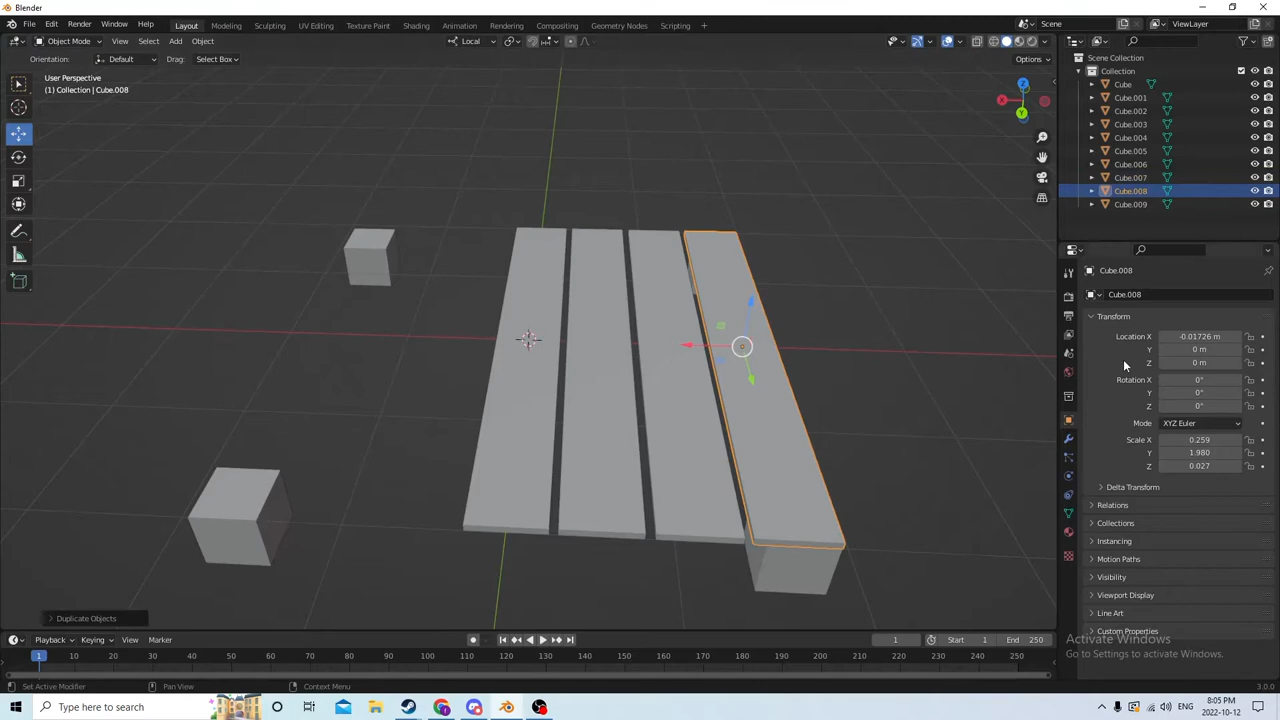 Blender
File Edit Render Window Help Layout Modeling Sculpting UV Editing Texture Paint Shading Animation Rendering Compositing Geometry Nodes Scripting + Scene ViewLayer
Object Mode View Select Add Object Local
Orientation: Default Drag: Select Box Options
User Perspective
(1) Collection | Cube.008
X
Y
Z
Duplicate Objects
Scene Collection
Collection
Cube
Cube.001
Cube.002
Cube.003
Cube.004
Cube.005
Cube.006
Cube.007
Cube.008
Cube.009
Cube.008
Cube.008
Transform
Location X -0.01726 m
Y 0 m
Z 0 m
Rotation X 0°
Y 0°
Z 0°
Mode XYZ Euler
Scale X 0.259
Y 1.980
Z 0.027
Delta Transform
Relations
Collections
Instancing
Motion Paths
Visibility
Viewport Display
Line Art
Custom Properties
Activate Windows
Go to Settings to activate Windows.
Playback Keying View Marker 1 Start 1 End 250
1 10 20 30 40 50 60 70 80 90 100 110 120 130 140 150 160 170 180 190 200 210 220 230 240 250
Set Active Modifier Pan View Context Menu 3.0.0
Type here to search ENG 8:05 PM
2022-10-12